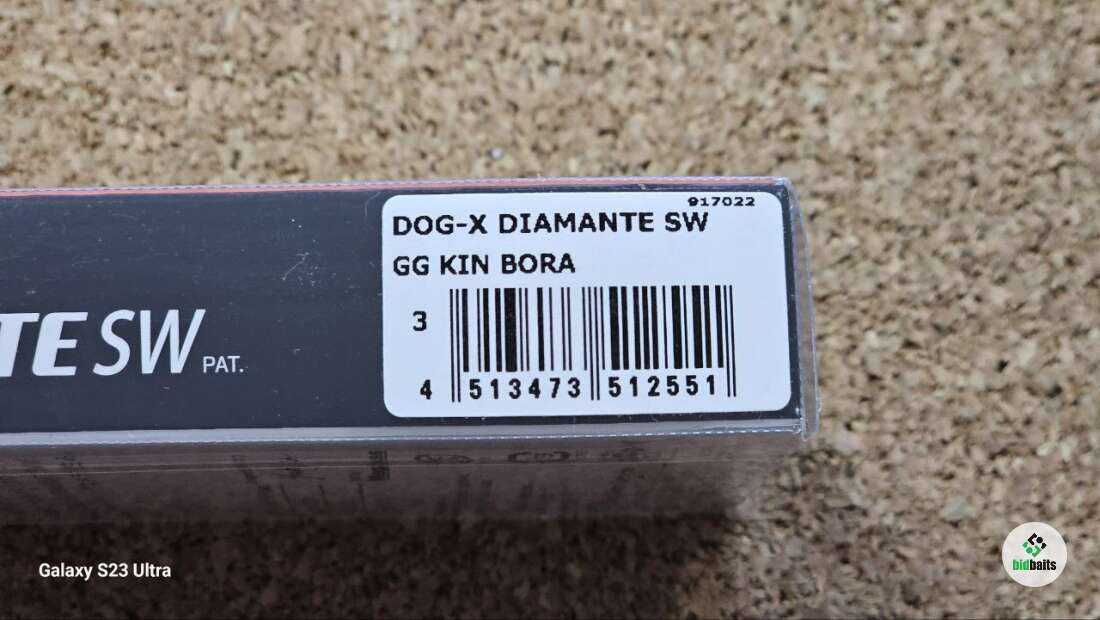 917022
DOG-X DIAMANTE SW
GG KIN BORA
3
4 513473 512551
TE SW PAT.
Galaxy S23 Ultra
bidbaits